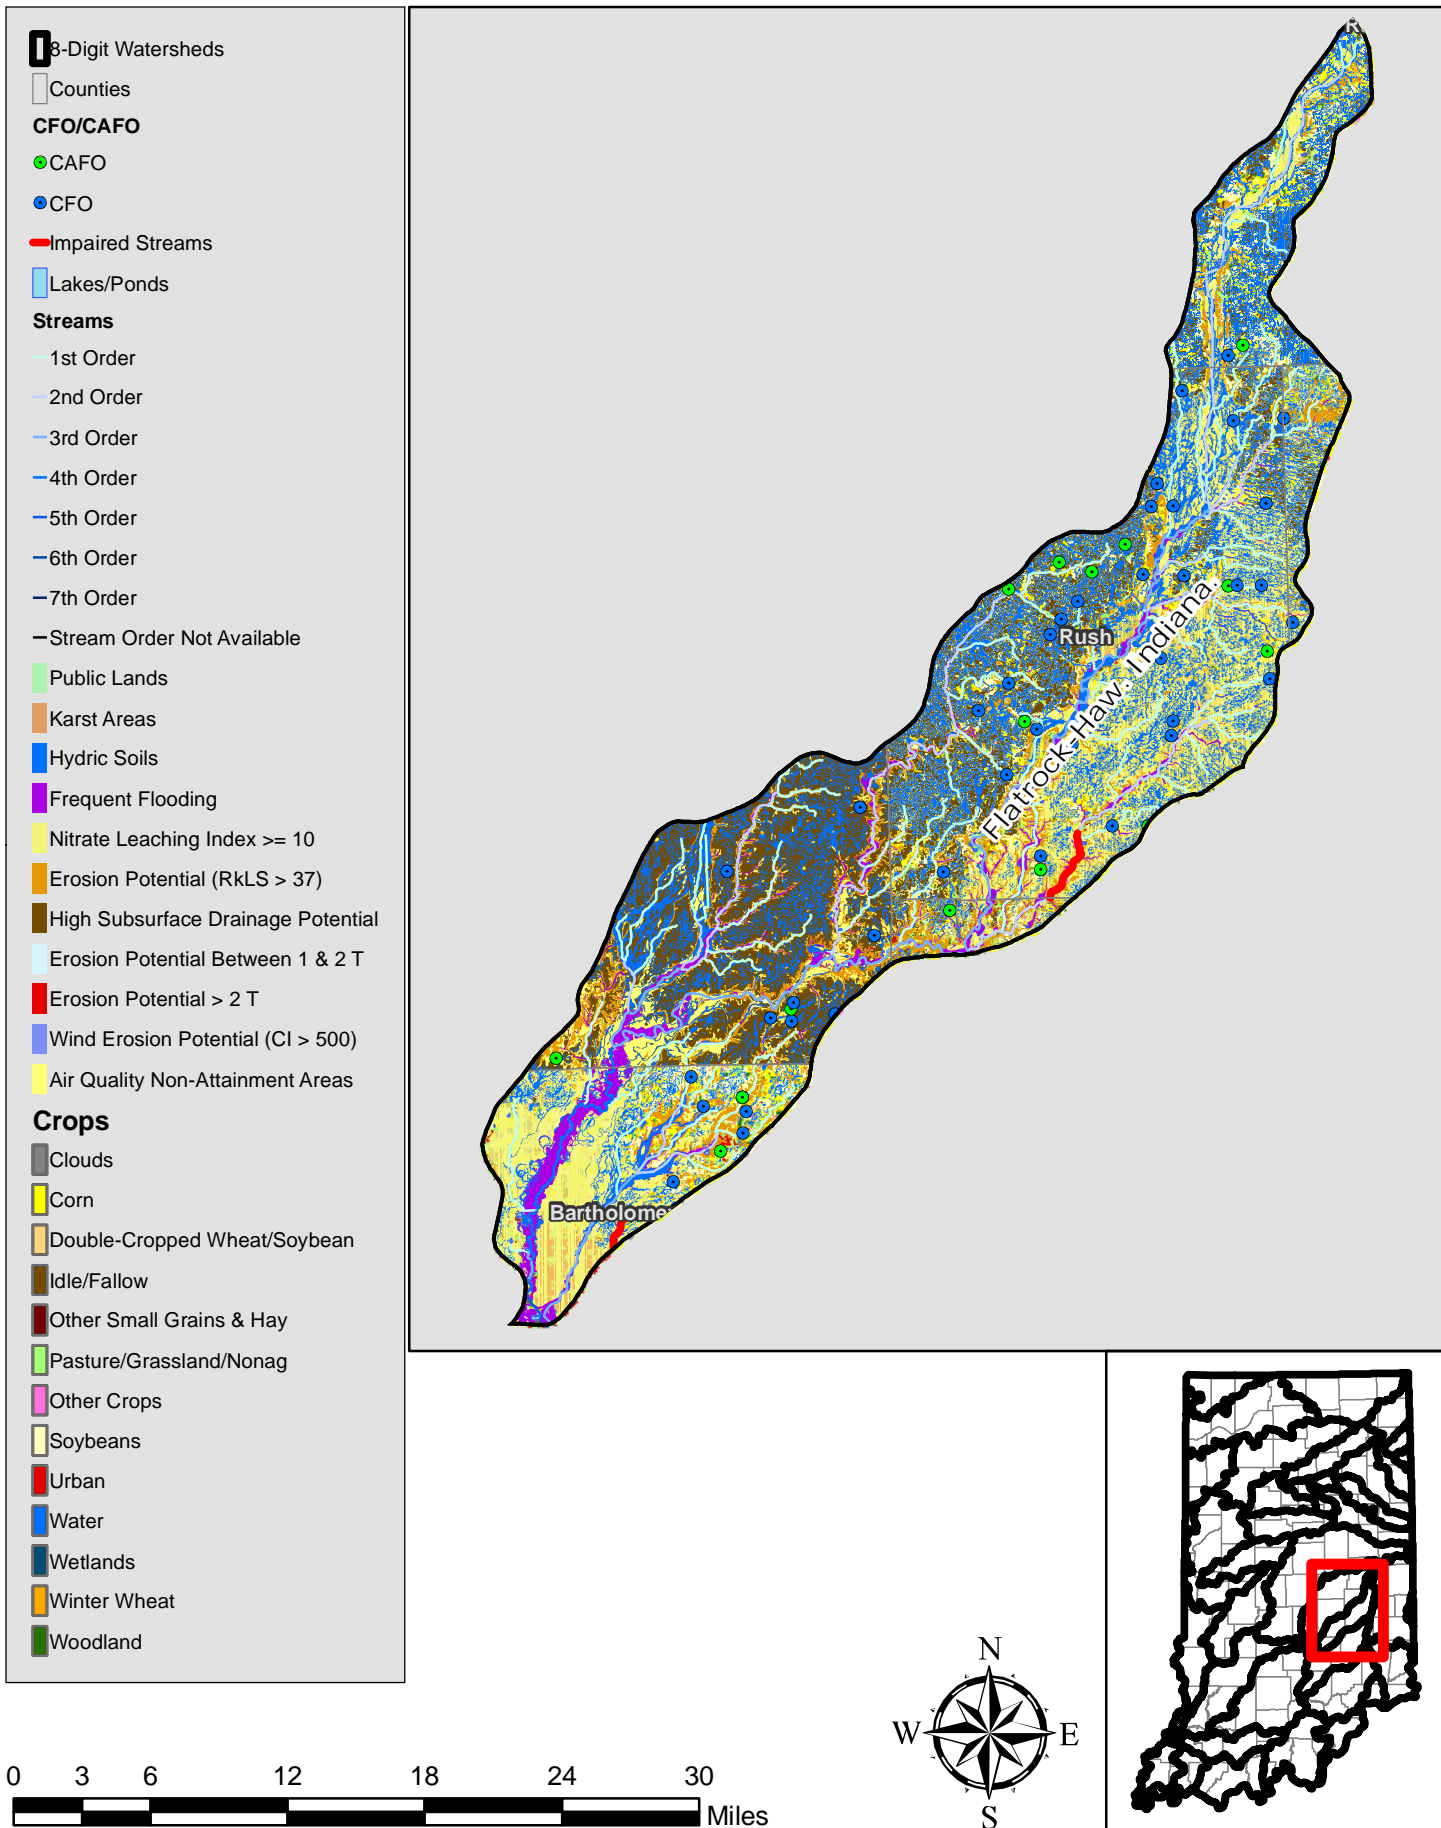 8-Digit Watersheds
Counties
CFO/CAFO
CAFO
CFO
Impaired Streams
Lakes/Ponds
Streams
1st Order
2nd Order
3rd Order
4th Order
5th Order
6th Order
7th Order
Stream Order Not Available
Public Lands
Karst Areas
Hydric Soils
Frequent Flooding
Nitrate Leaching Index >= 10
Erosion Potential (RkLS > 37)
High Subsurface Drainage Potential
Erosion Potential Between 1 & 2 T
Erosion Potential > 2 T
Wind Erosion Potential (CI > 500)
Air Quality Non-Attainment Areas
Crops
Clouds
Corn
Double-Cropped Wheat/Soybean
Idle/Fallow
Other Small Grains & Hay
Pasture/Grassland/Nonag
Other Crops
Soybeans
Urban
Water
Wetlands
Winter Wheat
Woodland
R
Rush
Flatrock-Haw. Indiana.
Bartholome
N
W E
S
0 3 6 12 18 24 30
Miles